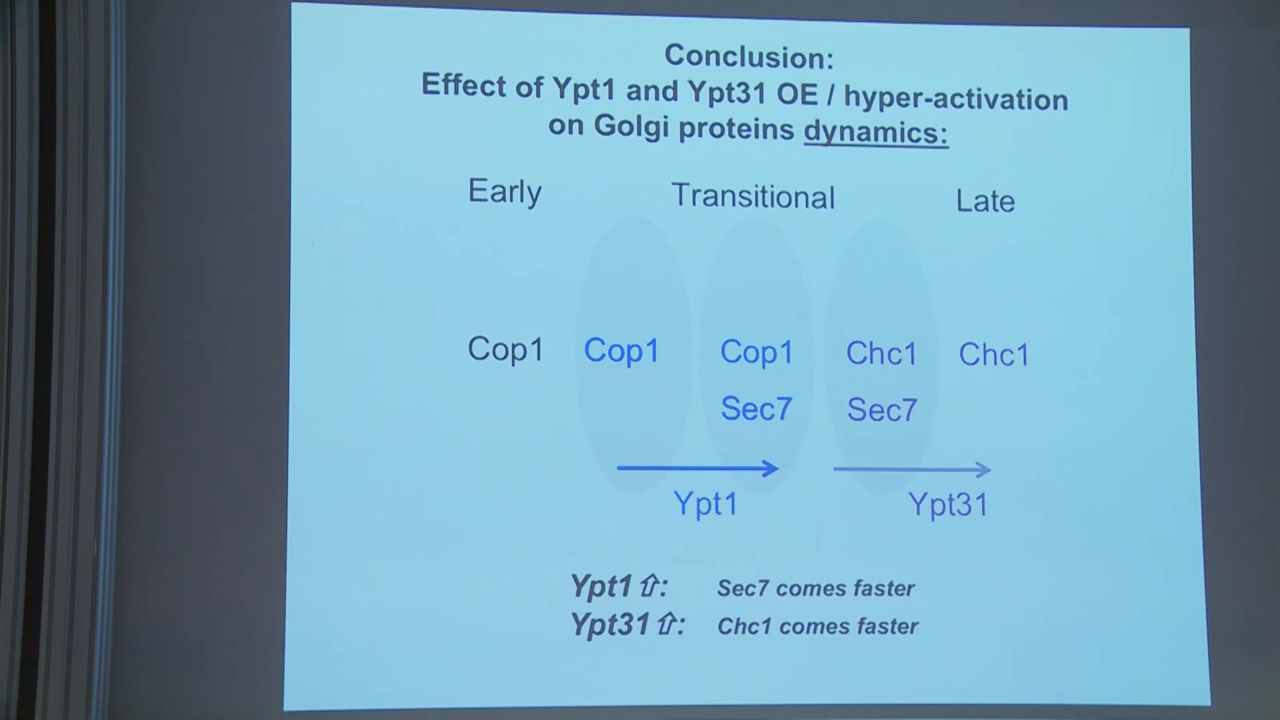 Conclusion:
Effect of Ypt1 and Ypt31 OE / hyper-activation
on Golgi proteins dynamics:
Early Transitional Late
Cop1 Cop1 Cop1 Chc1 Chc1
Sec7 Sec7
Ypt1 Ypt31
Ypt1⇧: Sec7 comes faster
Ypt31⇧: Chc1 comes faster